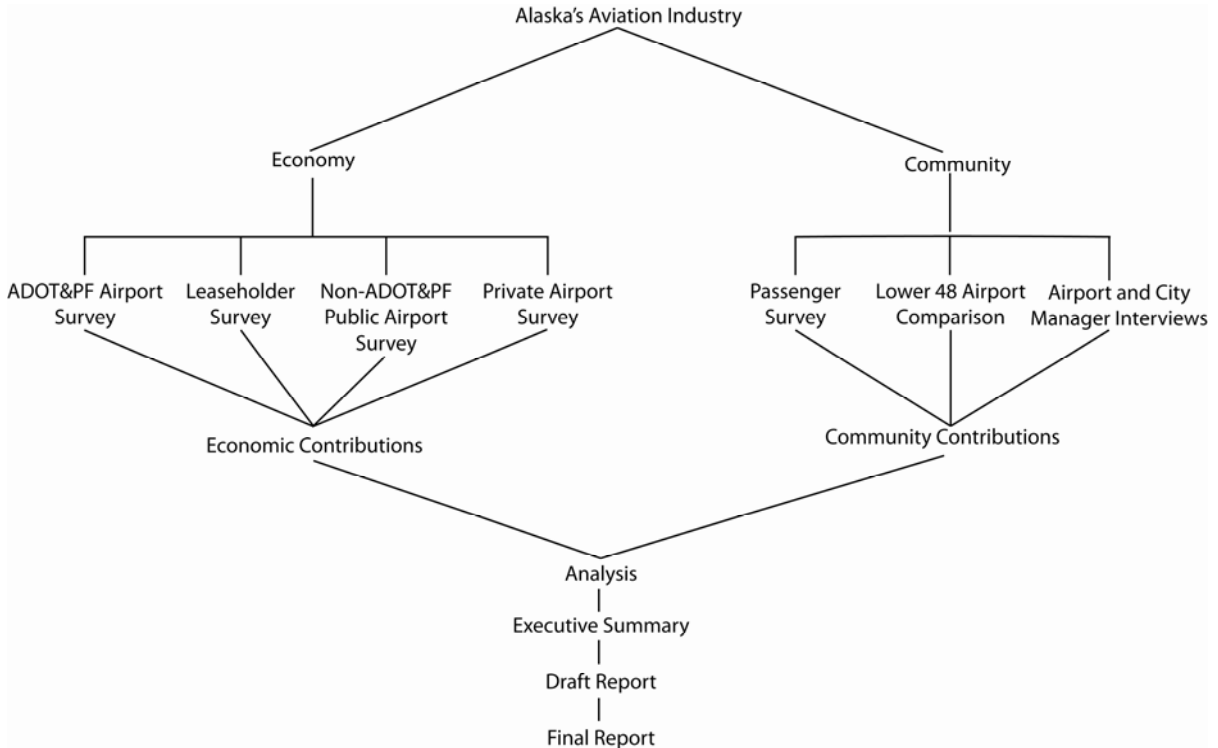 Alaska's Aviation Industry
Economy
Community
ADOT&PF Airport
Survey
Leaseholder
Survey
Non-ADOT&PF
Public Airport
Survey
Private Airport
Survey
Passenger
Survey
Lower 48 Airport
Comparison
Airport and City
Manager Interviews
Economic Contributions
Community Contributions
Analysis
Executive Summary
Draft Report
Final Report